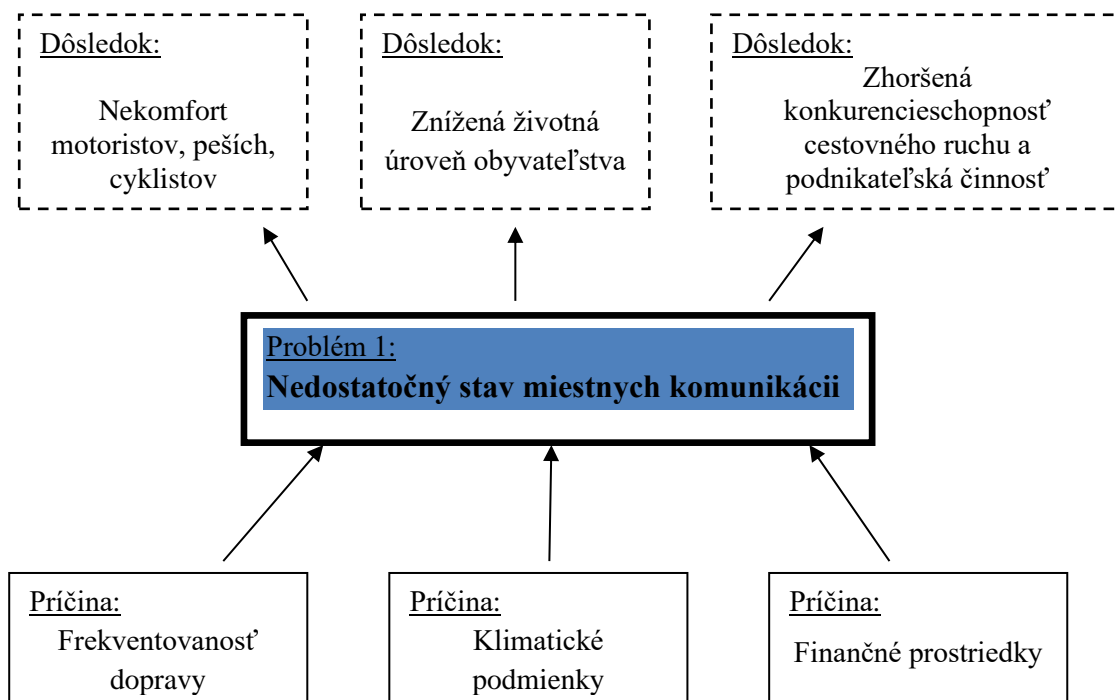 Dôsledok:
Nekomfort
motoristov, peších,
cyklistov
Dôsledok:
Znížená životná
úroveň obyvateľstva
Dôsledok:
Zhoršená
konkurencieschopnosť
cestovného ruchu a
podnikateľská činnosť
Problém 1:
Nedostatočný stav miestnych komunikácii
Príčina:
Frekventovanosť
dopravy
Príčina:
Klimatické
podmienky
Príčina:
Finančné prostriedky